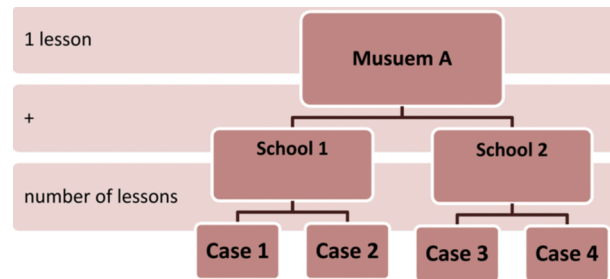 1 lesson
Musuem A
+
School 1
School 2
number of lessons
Case 1
Case 2
Case 3
Case 4